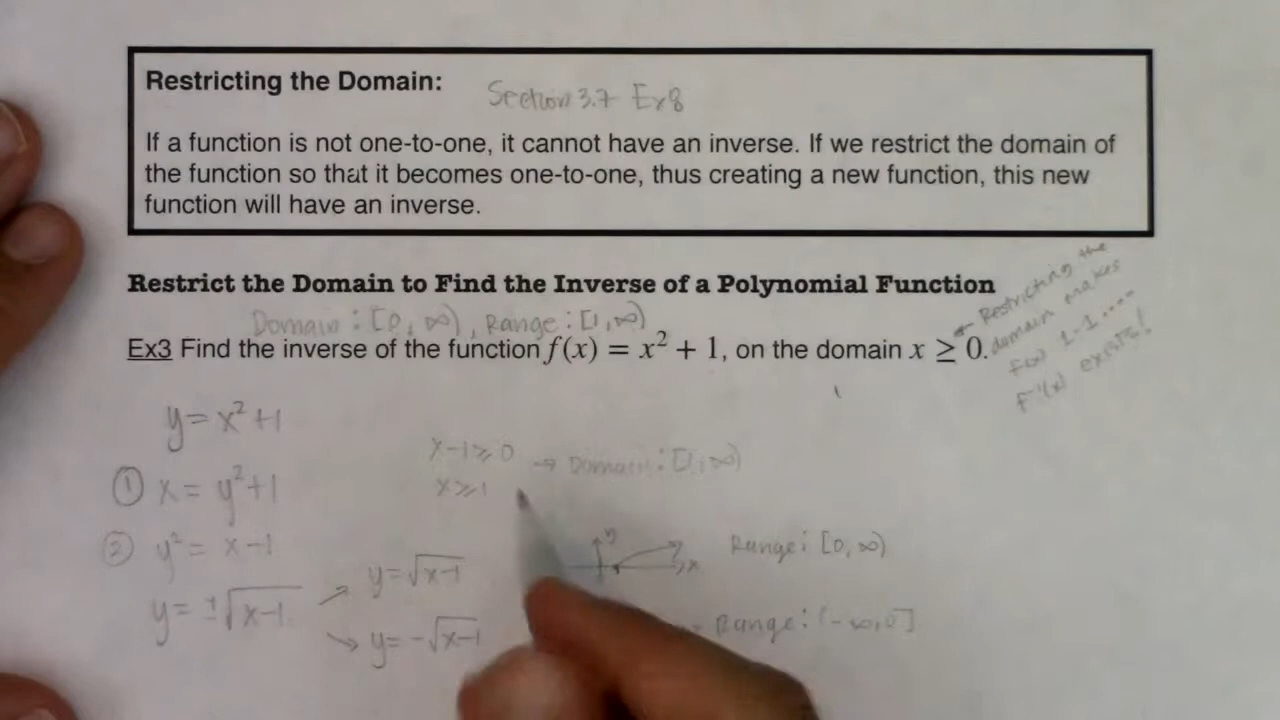 Restricting the Domain: Section 3.7 Ex8
If a function is not one-to-one, it cannot have an inverse. If we restrict the domain of
the function so that it becomes one-to-one, thus creating a new function, this new
function will have an inverse.
Restrict the Domain to Find the Inverse of a Polynomial Function
Domain: [0, ∞), Range: [1, ∞)
Ex3 Find the inverse of the function f(x) = x² + 1, on the domain x ≥ 0.
← Restricting the
domain makes
f(x) 1-1 ....
f⁻¹(x) exists!
y = x² + 1
① x = y² + 1
② y² = x - 1
y = ±√x-1
y = √x-1
y = -√x-1
x - 1 ≥ 0 → Domain: [1, ∞)
x ≥ 1
y
x
Range: [0, ∞)
Range: (-∞, 0]